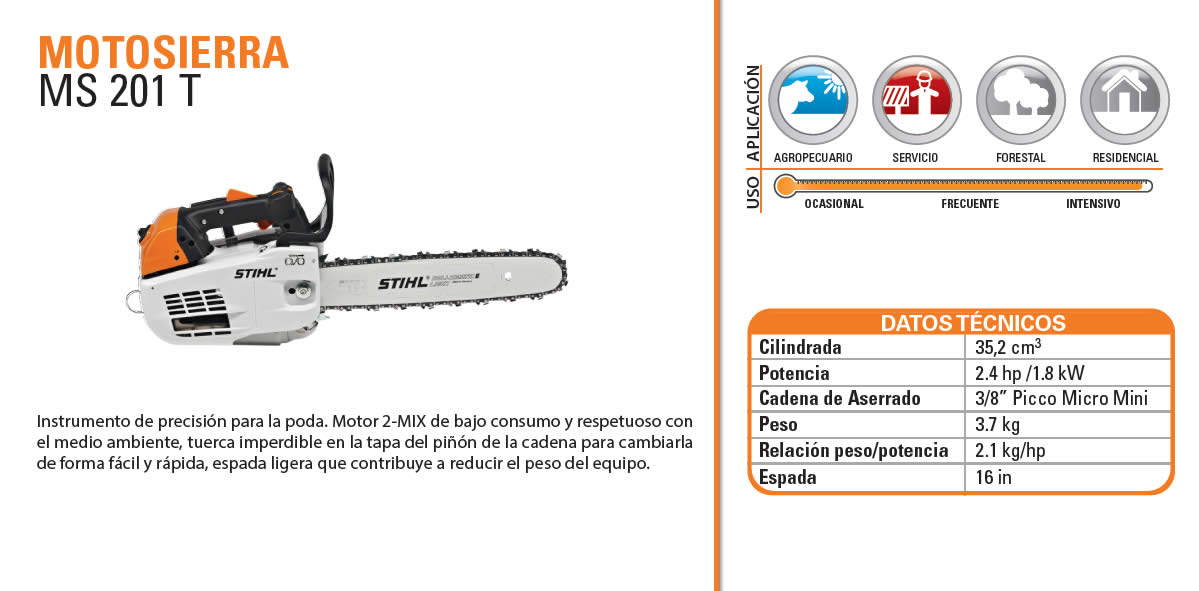 MOTOSIERRA
MS 201 T
STIHL
STIHL
Instrumento de precisión para la poda. Motor 2-MIX de bajo consumo y respetuoso con
el medio ambiente, tuerca imperdible en la tapa del piñón de la cadena para cambiarla
de forma fácil y rápida, espada ligera que contribuye a reducir el peso del equipo.
APLICACIÓN
AGROPECUARIO SERVICIO FORESTAL RESIDENCIAL
USO
OCASIONAL FRECUENTE INTENSIVO
DATOS TÉCNICOS
Cilindrada 35,2 cm³
Potencia 2.4 hp /1.8 kW
Cadena de Aserrado 3/8” Picco Micro Mini
Peso 3.7 kg
Relación peso/potencia 2.1 kg/hp
Espada 16 in